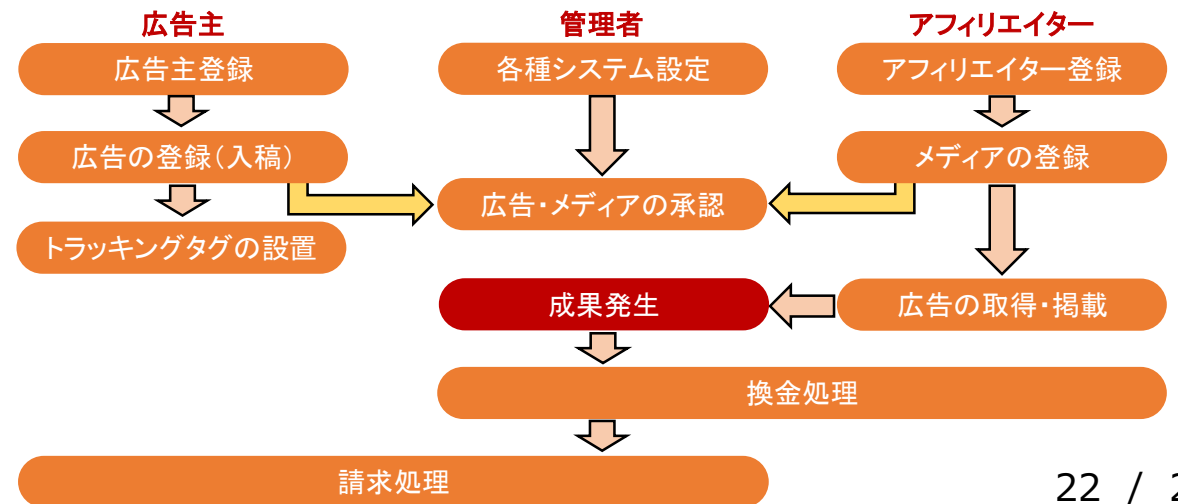 広告主
管理者
アフィリエイター
広告主登録
各種システム設定
アフィリエイター登録
広告の登録(入稿)
メディアの登録
広告・メディアの承認
トラッキングタグの設置
成果発生
広告の取得・掲載
換金処理
請求処理
22 / 2